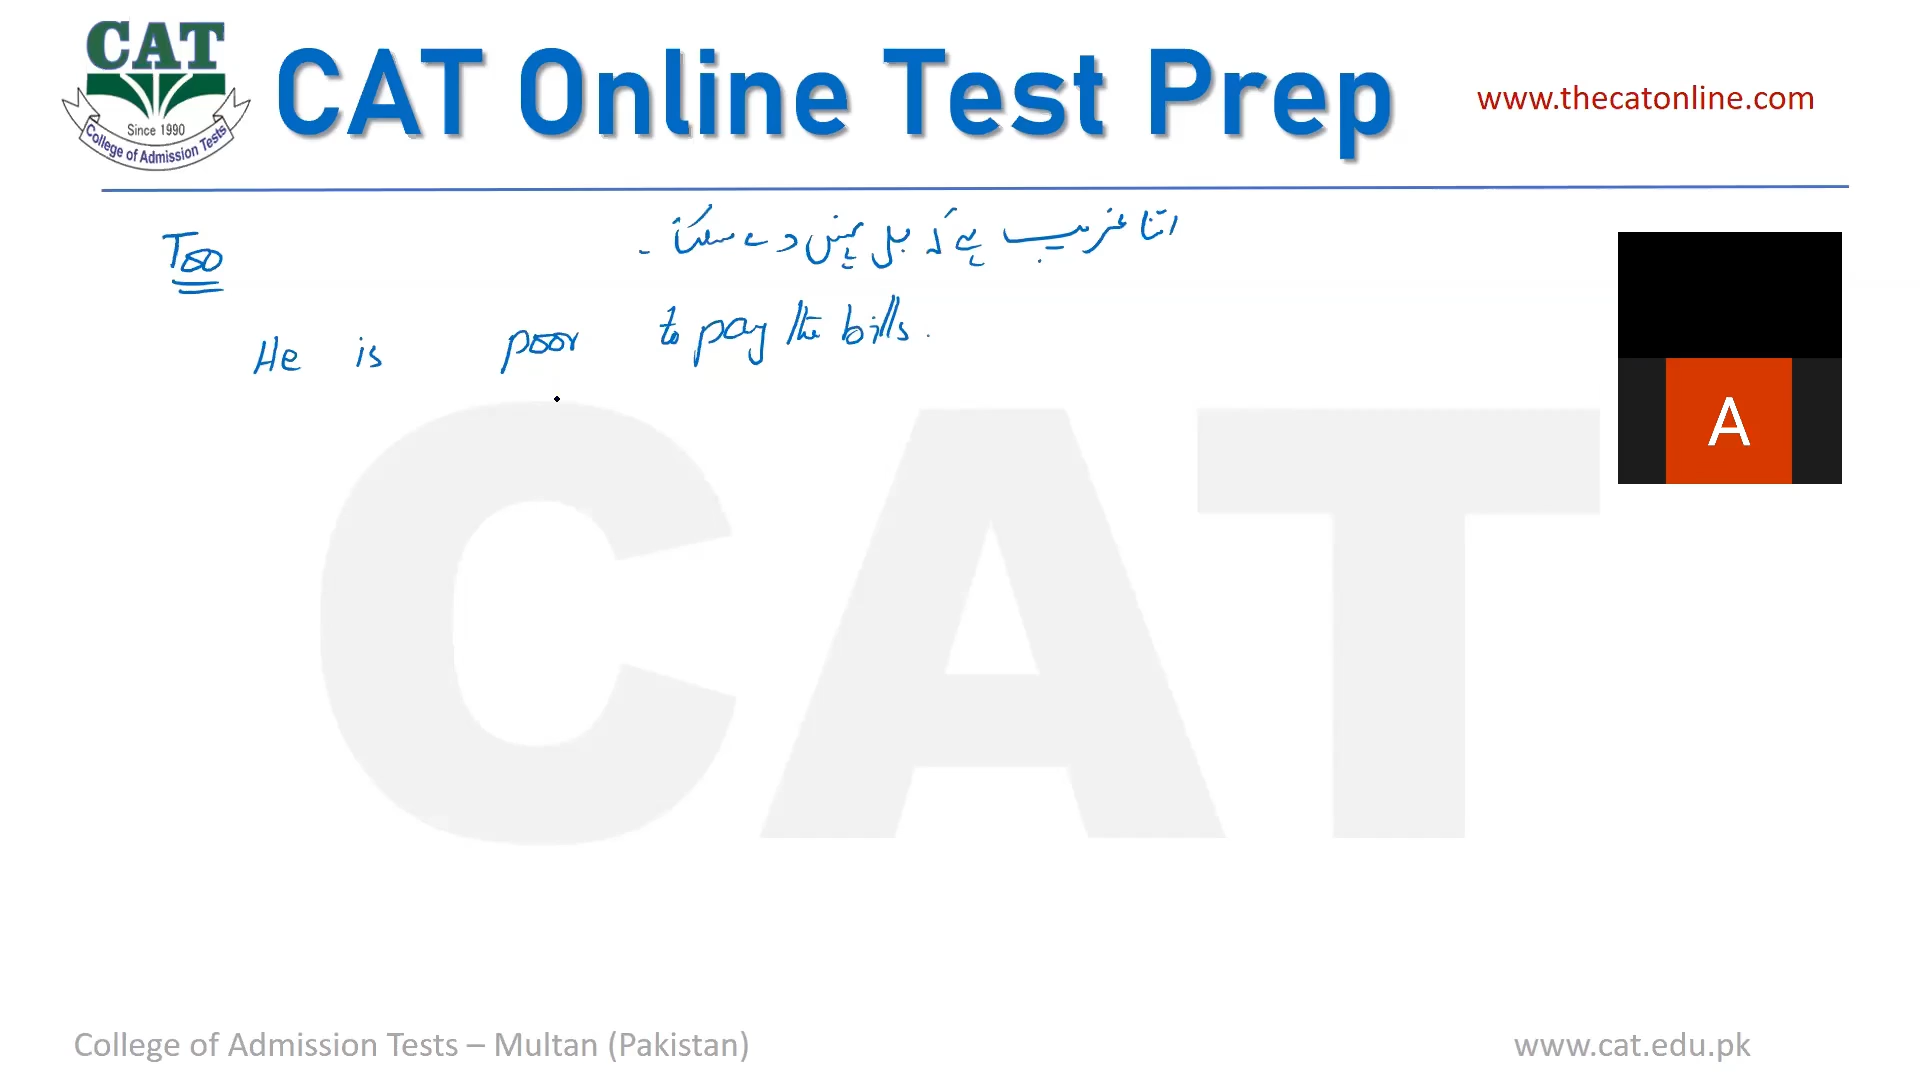 CAT
Since 1990
College of Admission Tests
CAT Online Test Prep
www.thecatonline.com
Too
اتنا غریب ہے کہ بل نہیں دے سکتا ۔
He is poor to pay the bills.
A
CAT
College of Admission Tests – Multan (Pakistan)
www.cat.edu.pk